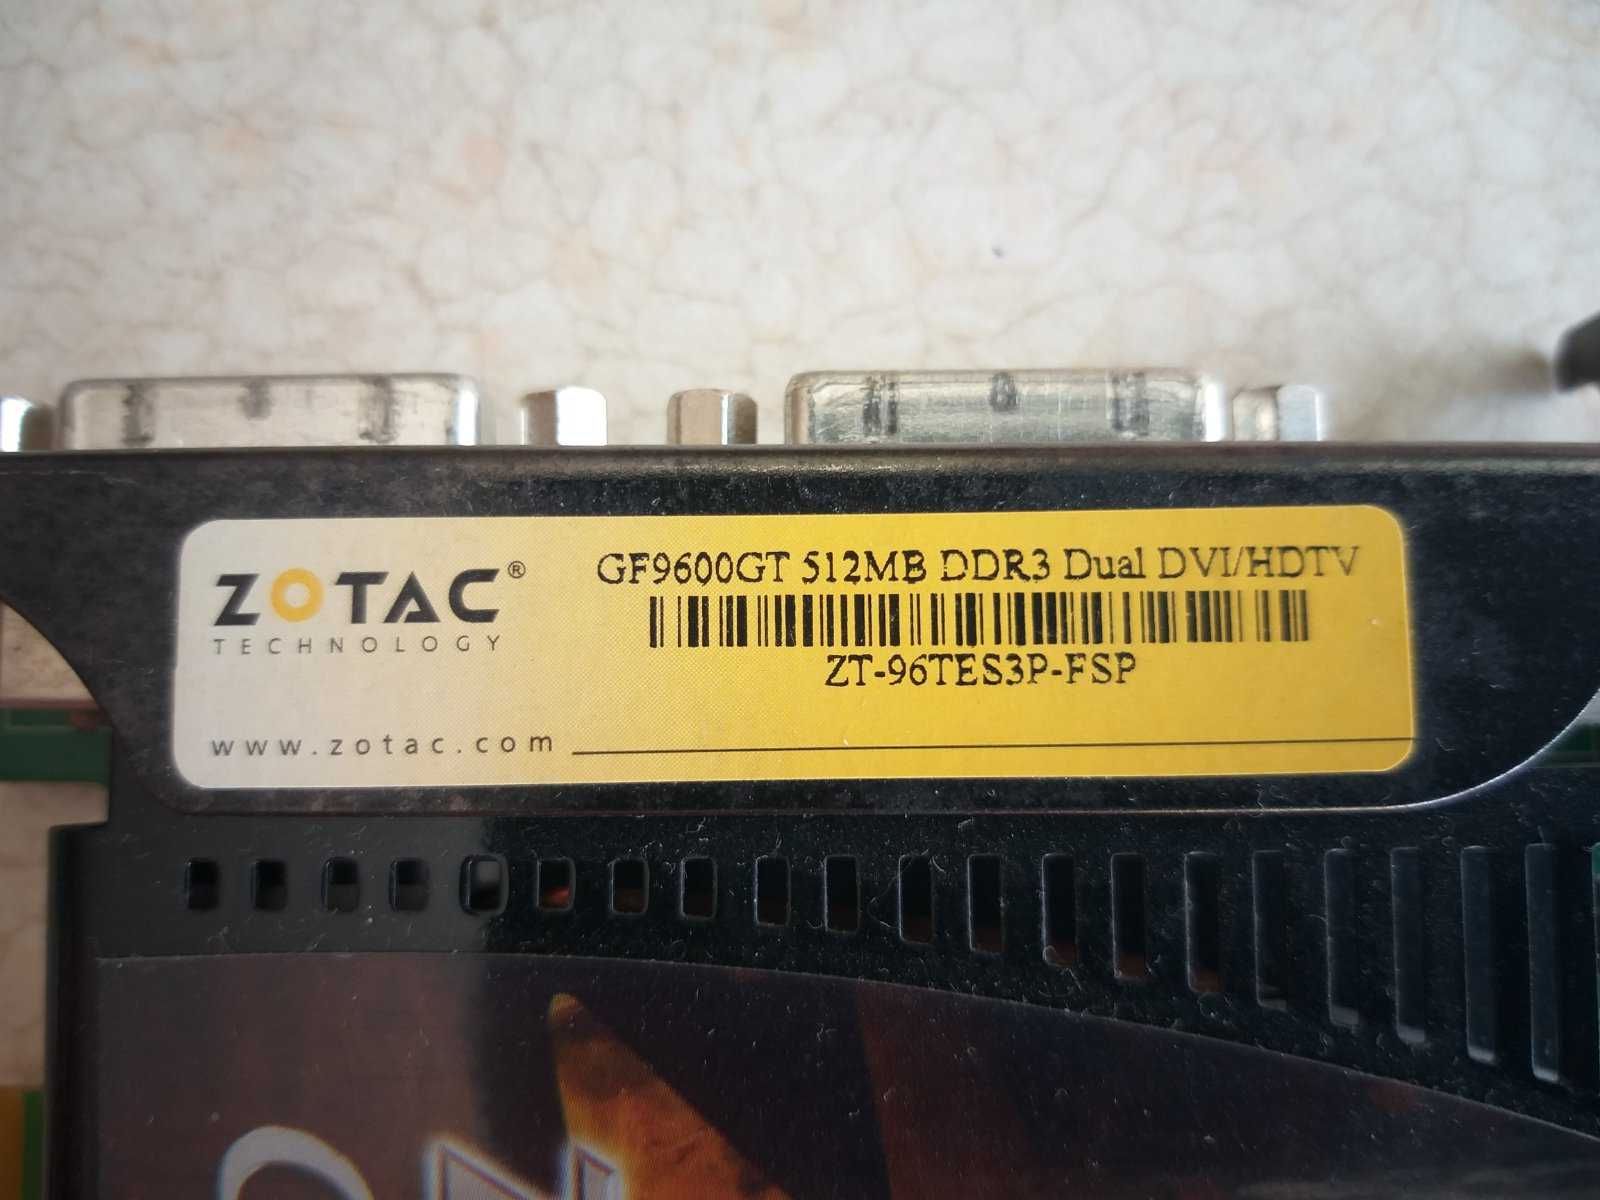 ZOTAC®
TECHNOLOGY
GF9600GT 512MB DDR3 Dual DVI/HDTV
ZT-96TES3P-FSP
www.zotac.com